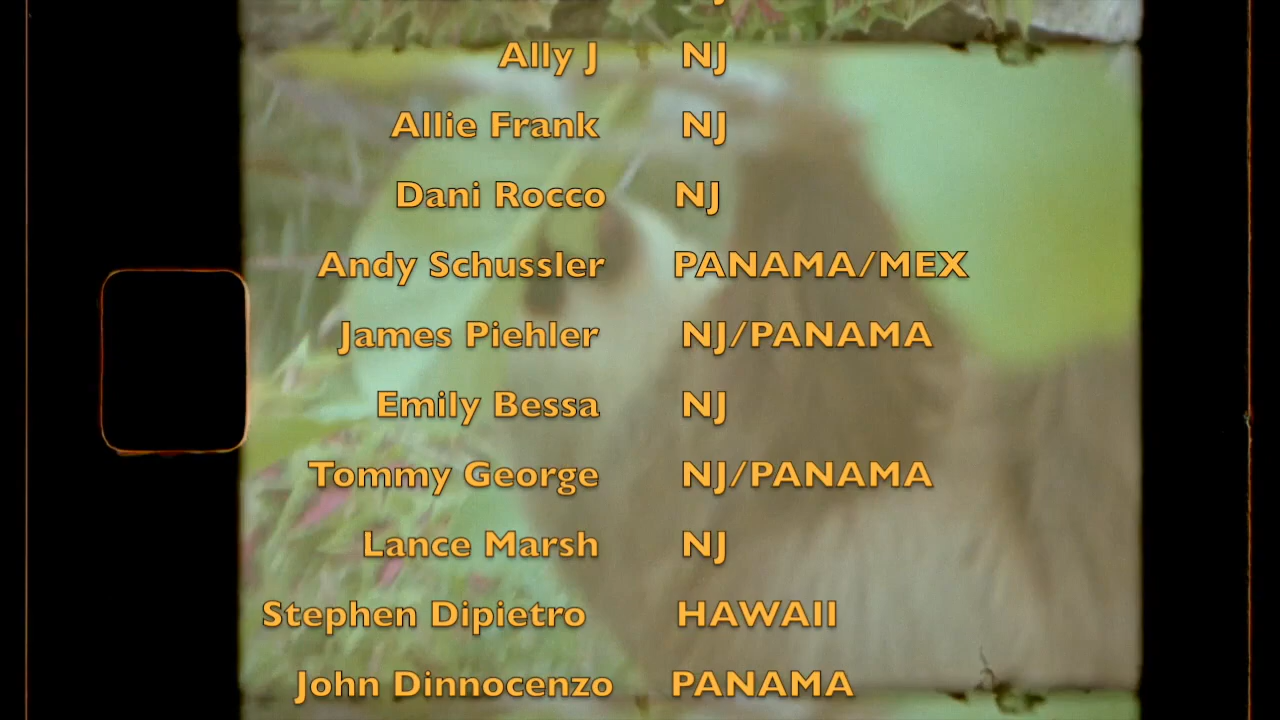 Ally J NJ
Allie Frank NJ
Dani Rocco NJ
Andy Schussler PANAMA/MEX
James Piehler NJ/PANAMA
Emily Bessa NJ
Tommy George NJ/PANAMA
Lance Marsh NJ
Stephen Dipietro HAWAII
John Dinnocenzo PANAMA